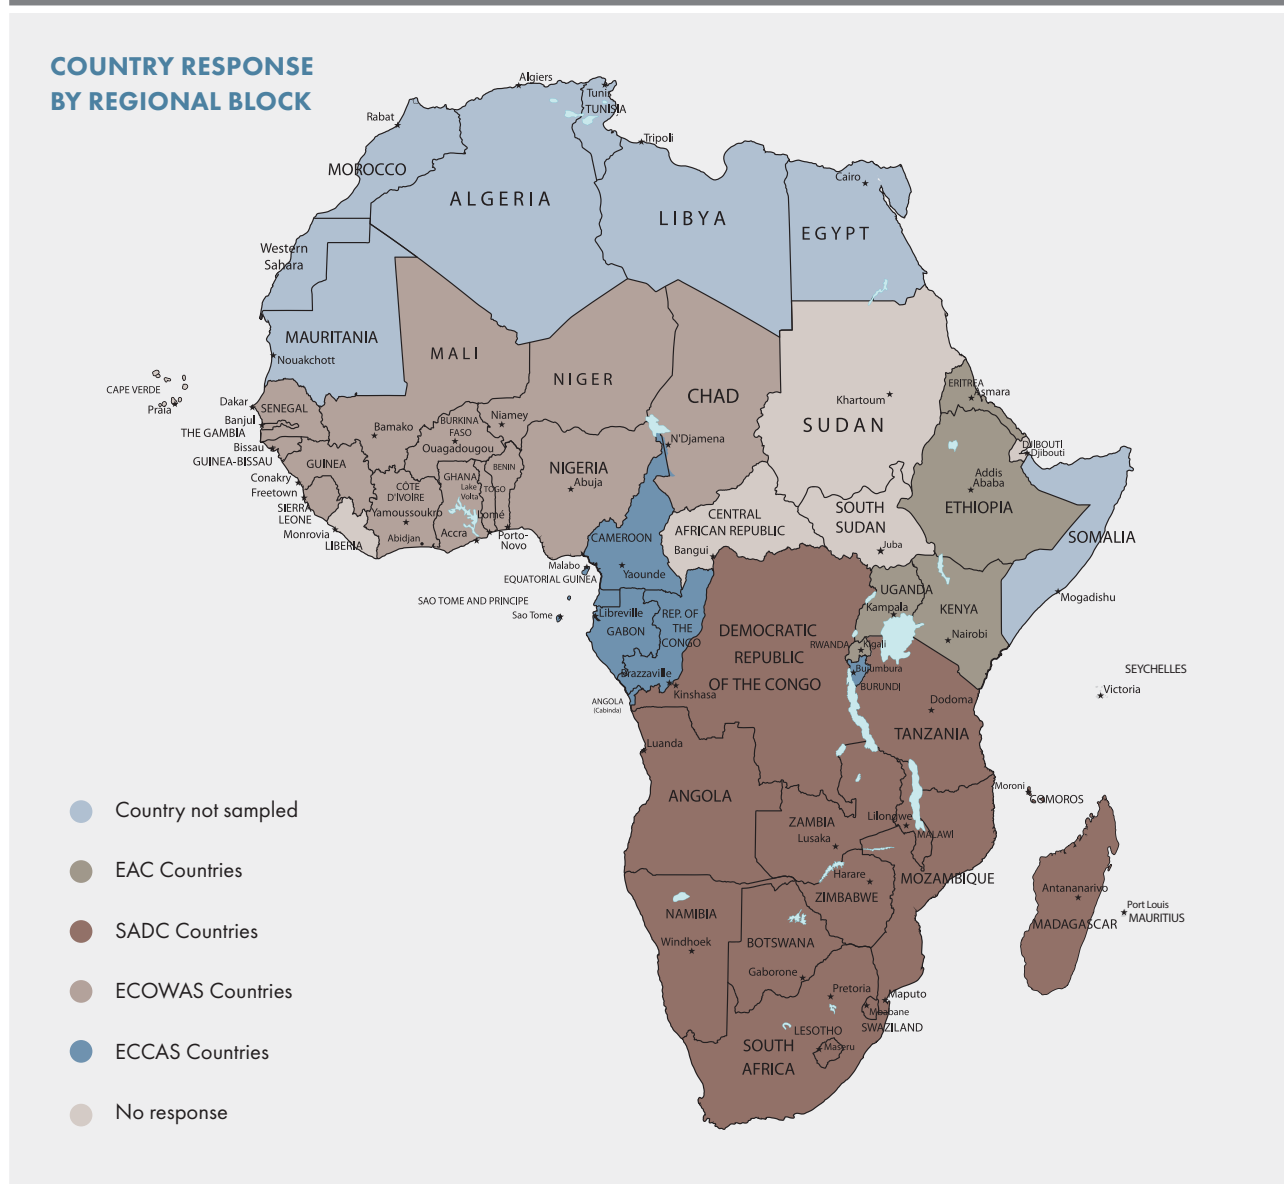 COUNTRY RESPONSE
BY REGIONAL BLOCK
Algiers
Tunis
TUNISIA
Rabat
Tripoli
MOROCCO
Cairo
ALGERIA
LIBYA
EGYPT
Western
Sahara
MAURITANIA
Nouakchott
MALI
NIGER
CHAD
CAPE VERDE
Praia
Dakar
SENEGAL
Banjul
THE GAMBIA
Bissau
GUINEA-BISSAU
Bamako
BURKINA
FASO
Ouagadougou
Niamey
N'Djamena
Khartoum
SUDAN
ERITREA
Asmara
DJIBOUTI
Djibouti
GUINEA
Conakry
Freetown
SIERRA
LEONE
Monrovia
LIBERIA
CÔTE
D'IVOIRE
Yamoussoukro
Abidjan
GHANA
Lake
Volta
Accra
TOGO
Lomé
BENIN
Porto-
Novo
NIGERIA
Abuja
CENTRAL
AFRICAN REPUBLIC
Bangui
SOUTH
SUDAN
Juba
Addis
Ababa
ETHIOPIA
SOMALIA
Mogadishu
CAMEROON
Yaounde
Malabo
EQUATORIAL GUINEA
SAO TOME AND PRINCIPE
Sao Tome
Libreville
GABON
REP. OF
THE
CONGO
Brazzaville
Kinshasa
ANGOLA
(Cabinda)
DEMOCRATIC
REPUBLIC
OF THE CONGO
UGANDA
Kampala
KENYA
Nairobi
RWANDA
Kigali
Bujumbura
BURUNDI
Dodoma
TANZANIA
SEYCHELLES
Victoria
Luanda
ANGOLA
ZAMBIA
Lusaka
Lilongwe
MALAWI
Moroni
COMOROS
Harare
ZIMBABWE
MOZAMBIQUE
Antananarivo
MADAGASCAR
Port Louis
MAURITIUS
NAMIBIA
Windhoek
BOTSWANA
Gaborone
Pretoria
Maputo
Mbabane
SWAZILAND
LESOTHO
Maseru
SOUTH
AFRICA
Country not sampled
EAC Countries
SADC Countries
ECOWAS Countries
ECCAS Countries
No response